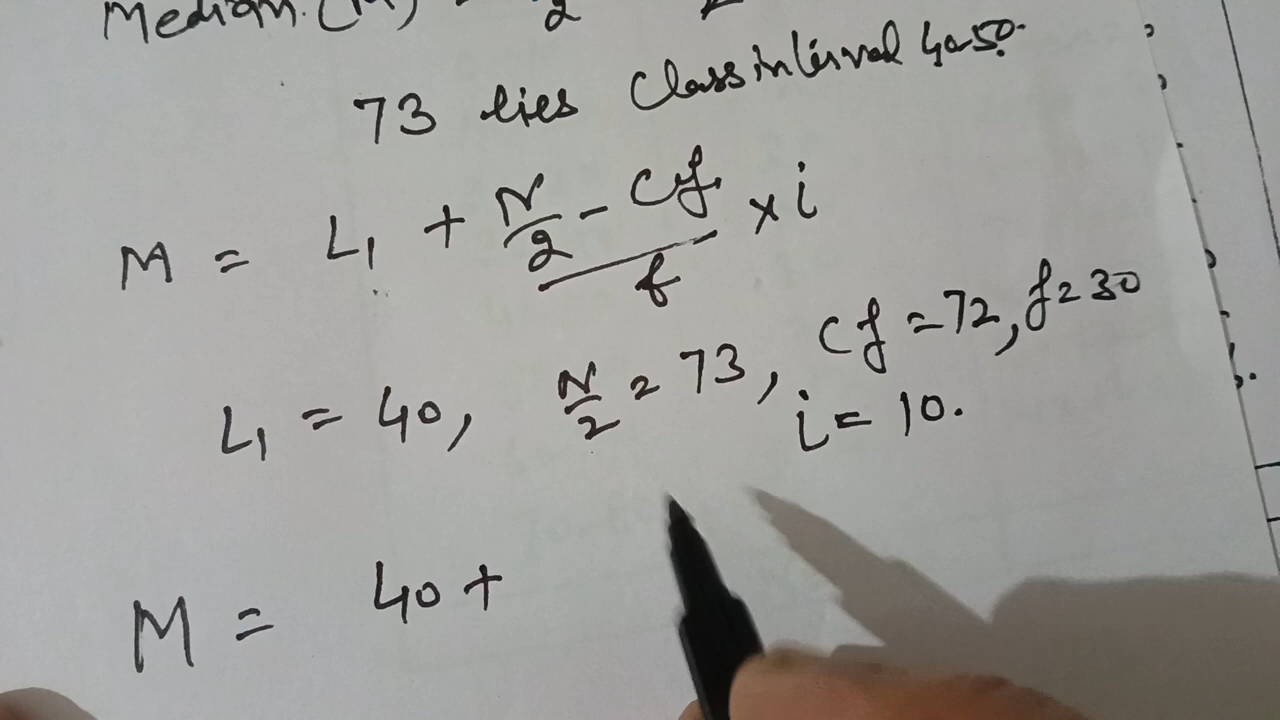 Median (M)
73 lies Class interval 40-50.
M = L1 + N/2 - cf / f × i
L1 = 40, N/2 = 73, cf = 72, f = 30
i = 10.
M = 40 +